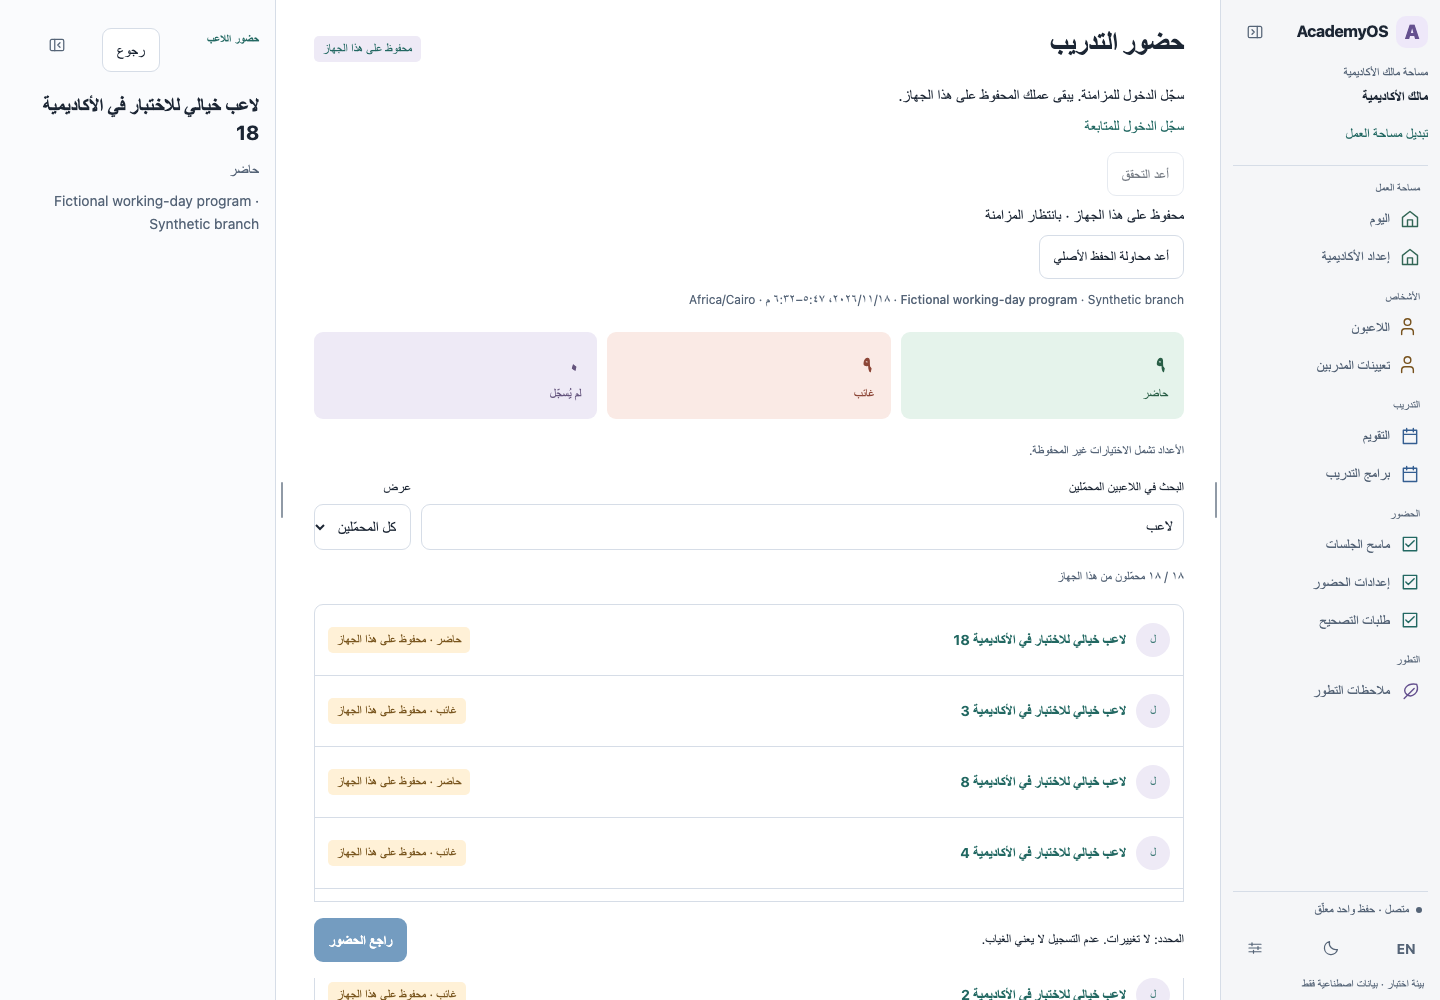 AcademyOS
A
مساحة مالك الأكاديمية
مالك الأكاديمية
تبديل مساحة العمل
مساحة العمل
اليوم
إعداد الأكاديمية
الأشخاص
اللاعبون
تعيينات المدربين
التدريب
التقويم
برامج التدريب
الحضور
ماسح الجلسات
إعدادات الحضور
طلبات التصحيح
التطور
ملاحظات التطور
متصل · حفظ واحد معلّق
EN
بيئة اختبار · بيانات اصطناعية فقط
حضور التدريب
محفوظ على هذا الجهاز
سجّل الدخول للمزامنة. يبقى عملك المحفوظ على هذا الجهاز.
سجّل الدخول للمتابعة
أعد التحقق
محفوظ على هذا الجهاز · بانتظار المزامنة
أعد محاولة الحفظ الأصلي
Africa/Cairo · ١٨‏/١١‏/٢٠٢٦، ٥:٤٧–٦:٣٢ م · Fictional working-day program · Synthetic branch
٩
حاضر
٩
غائب
٠
لم يُسجّل
الأعداد تشمل الاختيارات غير المحفوظة.
البحث في اللاعبين المحمّلين
عرض
لاعب
كل المحمّلين
١٨ / ١٨ محمّلون من هذا الجهاز
ل
لاعب خيالي للاختبار في الأكاديمية 18
حاضر · محفوظ على هذا الجهاز
ل
لاعب خيالي للاختبار في الأكاديمية 3
غائب · محفوظ على هذا الجهاز
ل
لاعب خيالي للاختبار في الأكاديمية 8
حاضر · محفوظ على هذا الجهاز
ل
لاعب خيالي للاختبار في الأكاديمية 4
غائب · محفوظ على هذا الجهاز
المحدد: لا تغييرات. عدم التسجيل لا يعني الغياب.
راجع الحضور
ل
لاعب خيالي للاختبار في الأكاديمية 2
غائب · محفوظ على هذا الجهاز
حضور اللاعب
رجوع
لاعب خيالي للاختبار في الأكاديمية
18
حاضر
Fictional working-day program ·
Synthetic branch